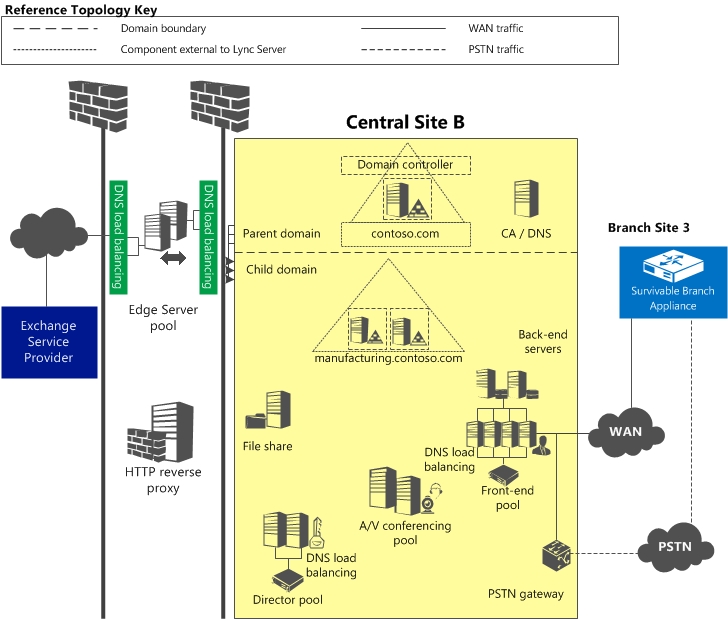 Reference Topology Key
Domain boundary
WAN traffic
Component external to Lync Server
PSTN traffic
Central Site B
Domain controller
contoso.com
CA / DNS
Parent domain
Child domain
DNS load balancing
DNS load balancing
Edge Server
pool
Exchange
Service
Provider
Branch Site 3
Survivable Branch
Appliance
manufacturing.contoso.com
Back-end
servers
HTTP reverse
proxy
File share
DNS load
balancing
Front-end
pool
WAN
A/V conferencing
pool
DNS load
balancing
Director pool
PSTN gateway
PSTN